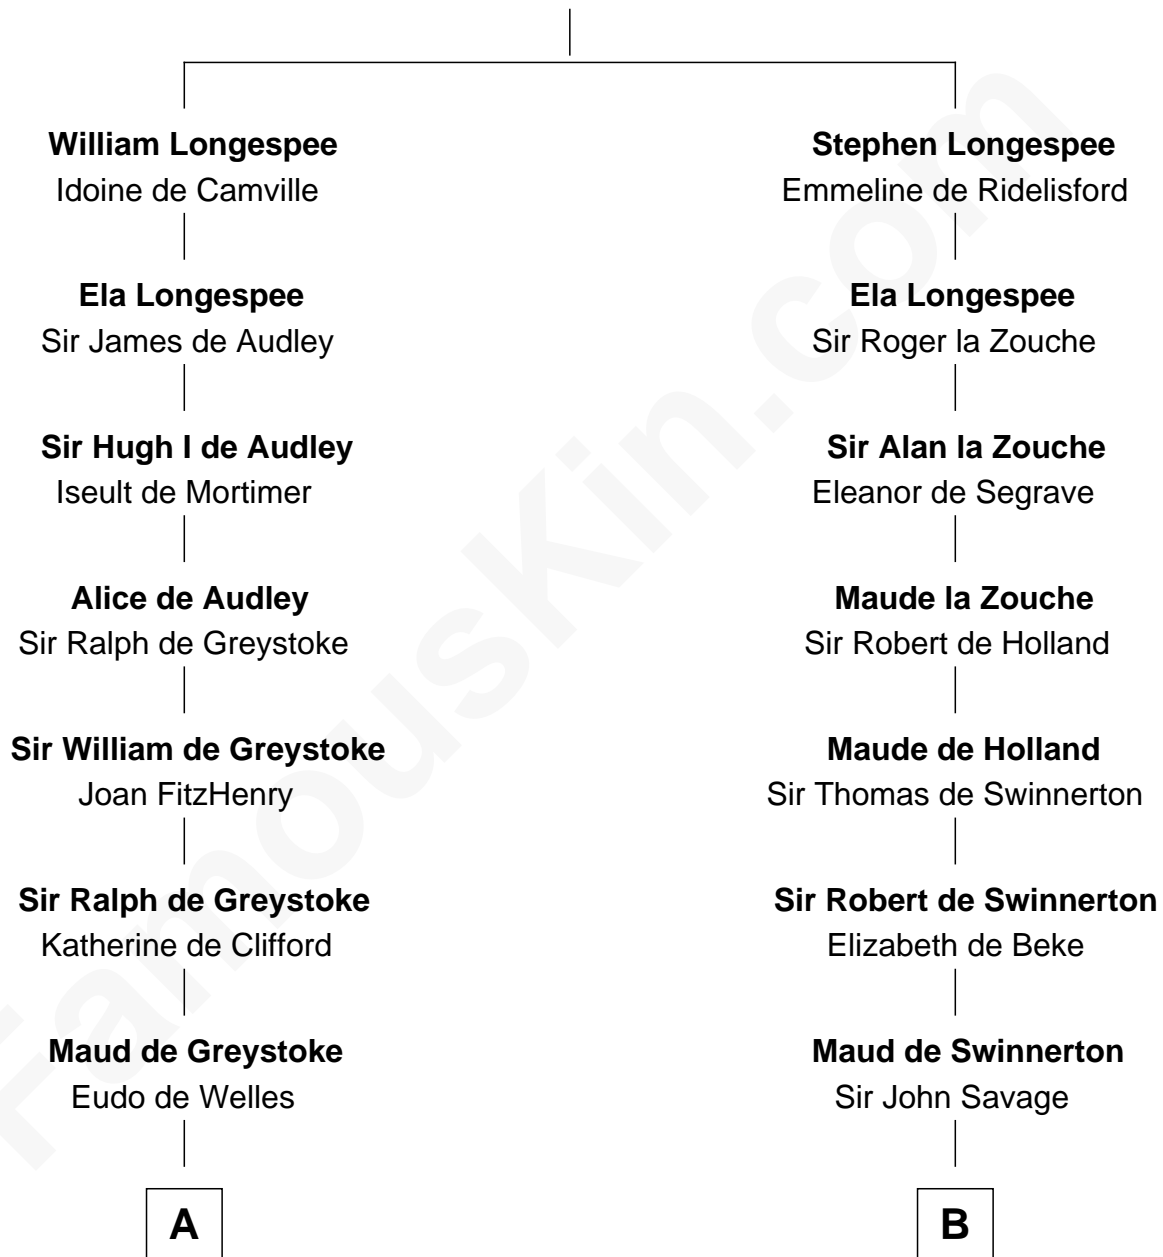 William Longespee
Idoine de Camville
Ela Longespee
Sir James de Audley
Sir Hugh I de Audley
Iseult de Mortimer
Alice de Audley
Sir Ralph de Greystoke
Sir William de Greystoke
Joan FitzHenry
Sir Ralph de Greystoke
Katherine de Clifford
Maud de Greystoke
Eudo de Welles
A
Stephen Longespee
Emmeline de Ridelisford
Ela Longespee
Sir Roger la Zouche
Sir Alan la Zouche
Eleanor de Segrave
Maude la Zouche
Sir Robert de Holland
Maude de Holland
Sir Thomas de Swinnerton
Sir Robert de Swinnerton
Elizabeth de Beke
Maud de Swinnerton
Sir John Savage
B
FamousKin.com